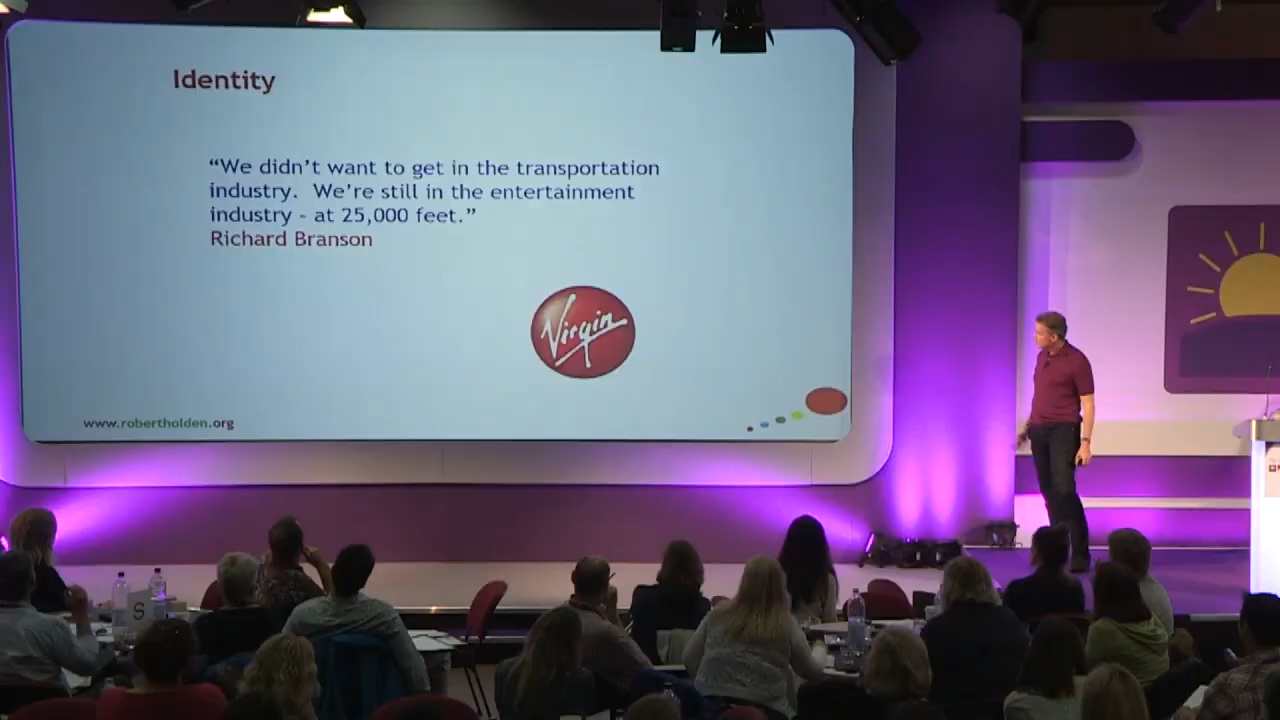 Identity
“We didn’t want to get in the transportation
industry.  We’re still in the entertainment
industry - at 25,000 feet.”
Richard Branson
Virgin
www.robertholden.org
S